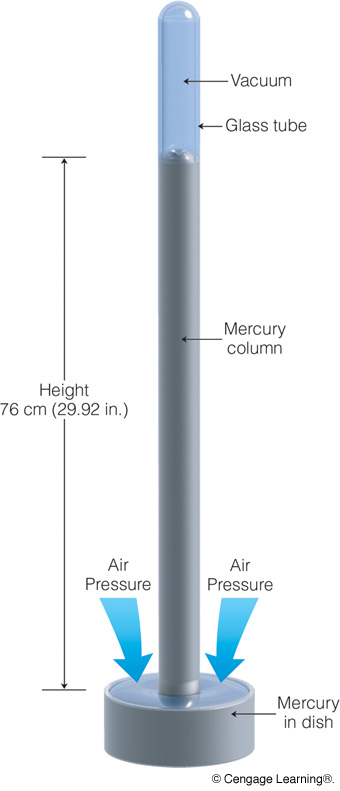 Vacuum
Glass tube
Mercury
column
Height
76 cm (29.92 in.)
Air
Pressure
Air
Pressure
Mercury
in dish
© Cengage Learning®.